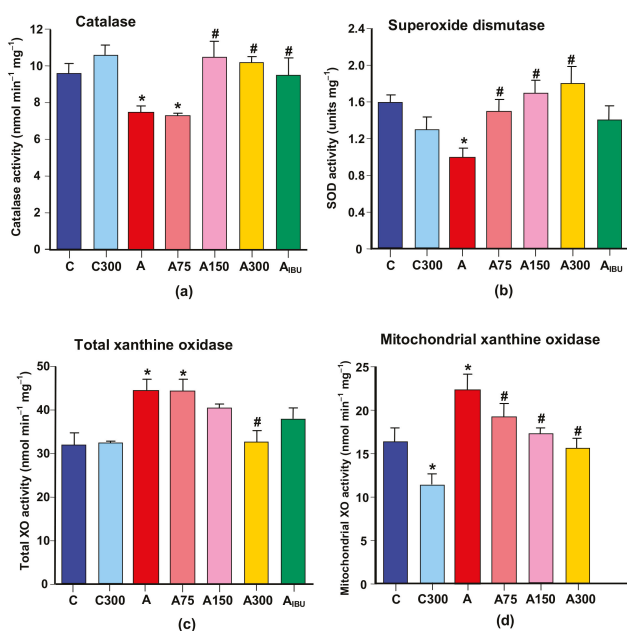 Catalase
Catalase activity (nmol min⁻¹ mg⁻¹)
12
10
8
6
4
2
0
* * # # #
C C300 A A75 A150 A300 A_IBU
(a)
Superoxide dismutase
SOD activity (units mg⁻¹)
2.4
2.0
1.6
1.2
0.8
0.4
0
* # # #
C C300 A A75 A150 A300 A_IBU
(b)
Total xanthine oxidase
Total XO activity (nmol min⁻¹ mg⁻¹)
50
40
30
20
10
0
* * #
C C300 A A75 A150 A300 A_IBU
(c)
Mitochondrial xanthine oxidase
Mitochondrial XO activity (nmol min⁻¹ mg⁻¹)
25
20
15
10
5
0
* * # # #
C C300 A A75 A150 A300
(d)